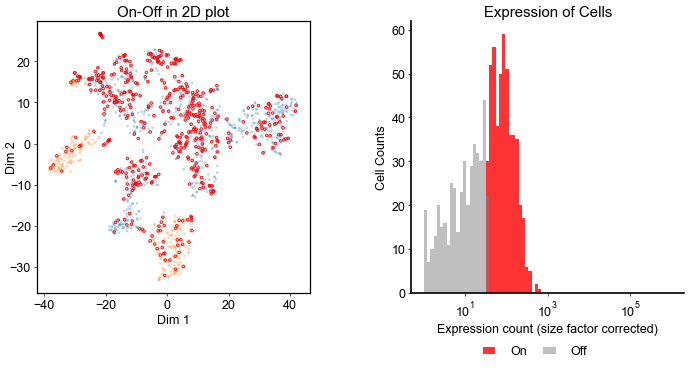 On-Off in 2D plot
Dim 2
20
10
0
−10
−20
−30
−40
−20
0
20
40
Dim 1
Expression of Cells
Cell Counts
60
50
40
30
20
10
0
10^1
10^3
10^5
Expression count (size factor corrected)
On
Off